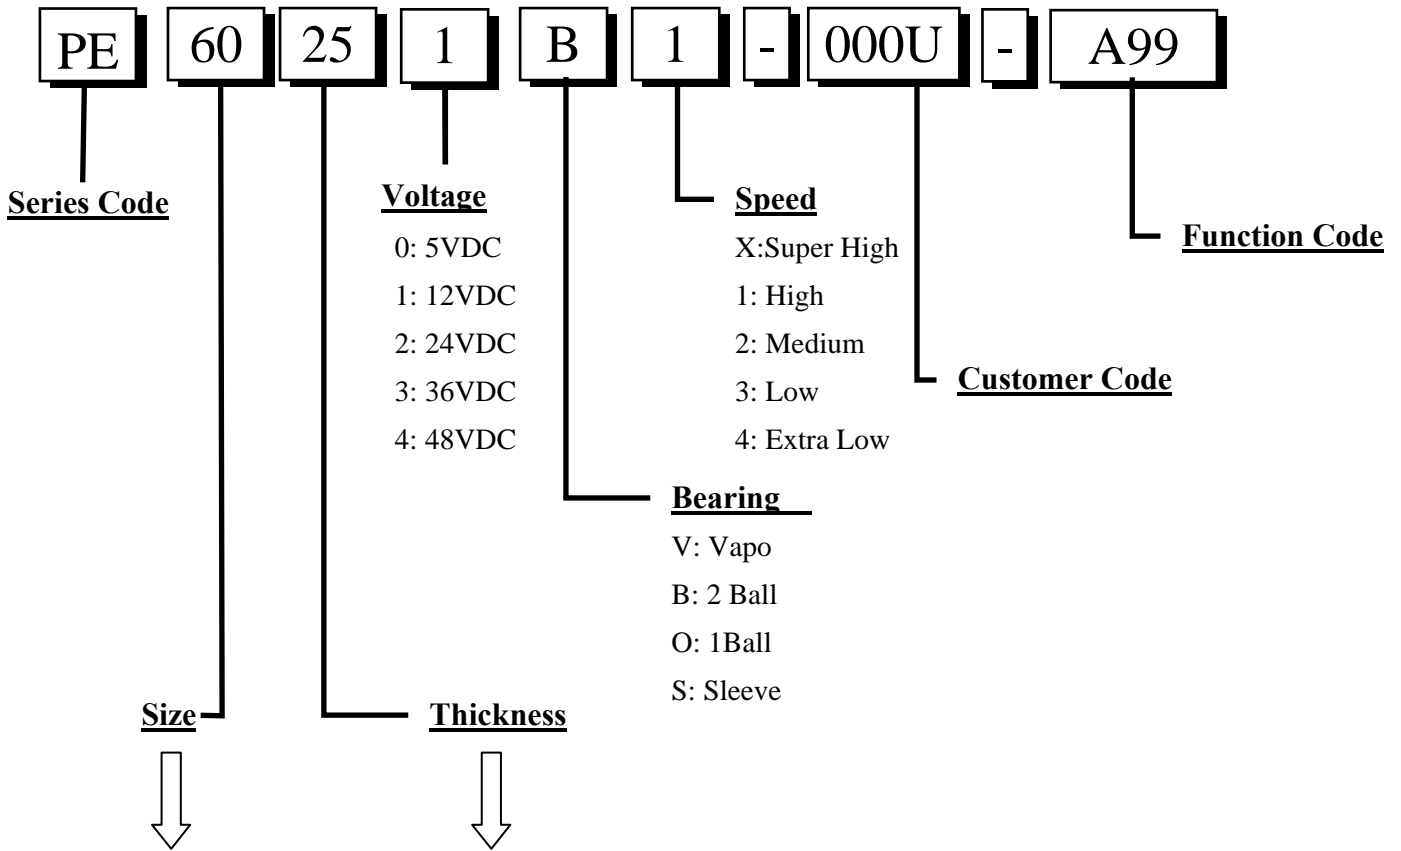 PE 60 25 1 B 1 - 000U - A99
Series Code
Voltage
0: 5VDC
1: 12VDC
2: 24VDC
3: 36VDC
4: 48VDC
Speed
X:Super High
1: High
2: Medium
3: Low
4: Extra Low
Function Code
Customer Code
Bearing
V: Vapo
B: 2 Ball
O: 1Ball
S: Sleeve
Size
Thickness